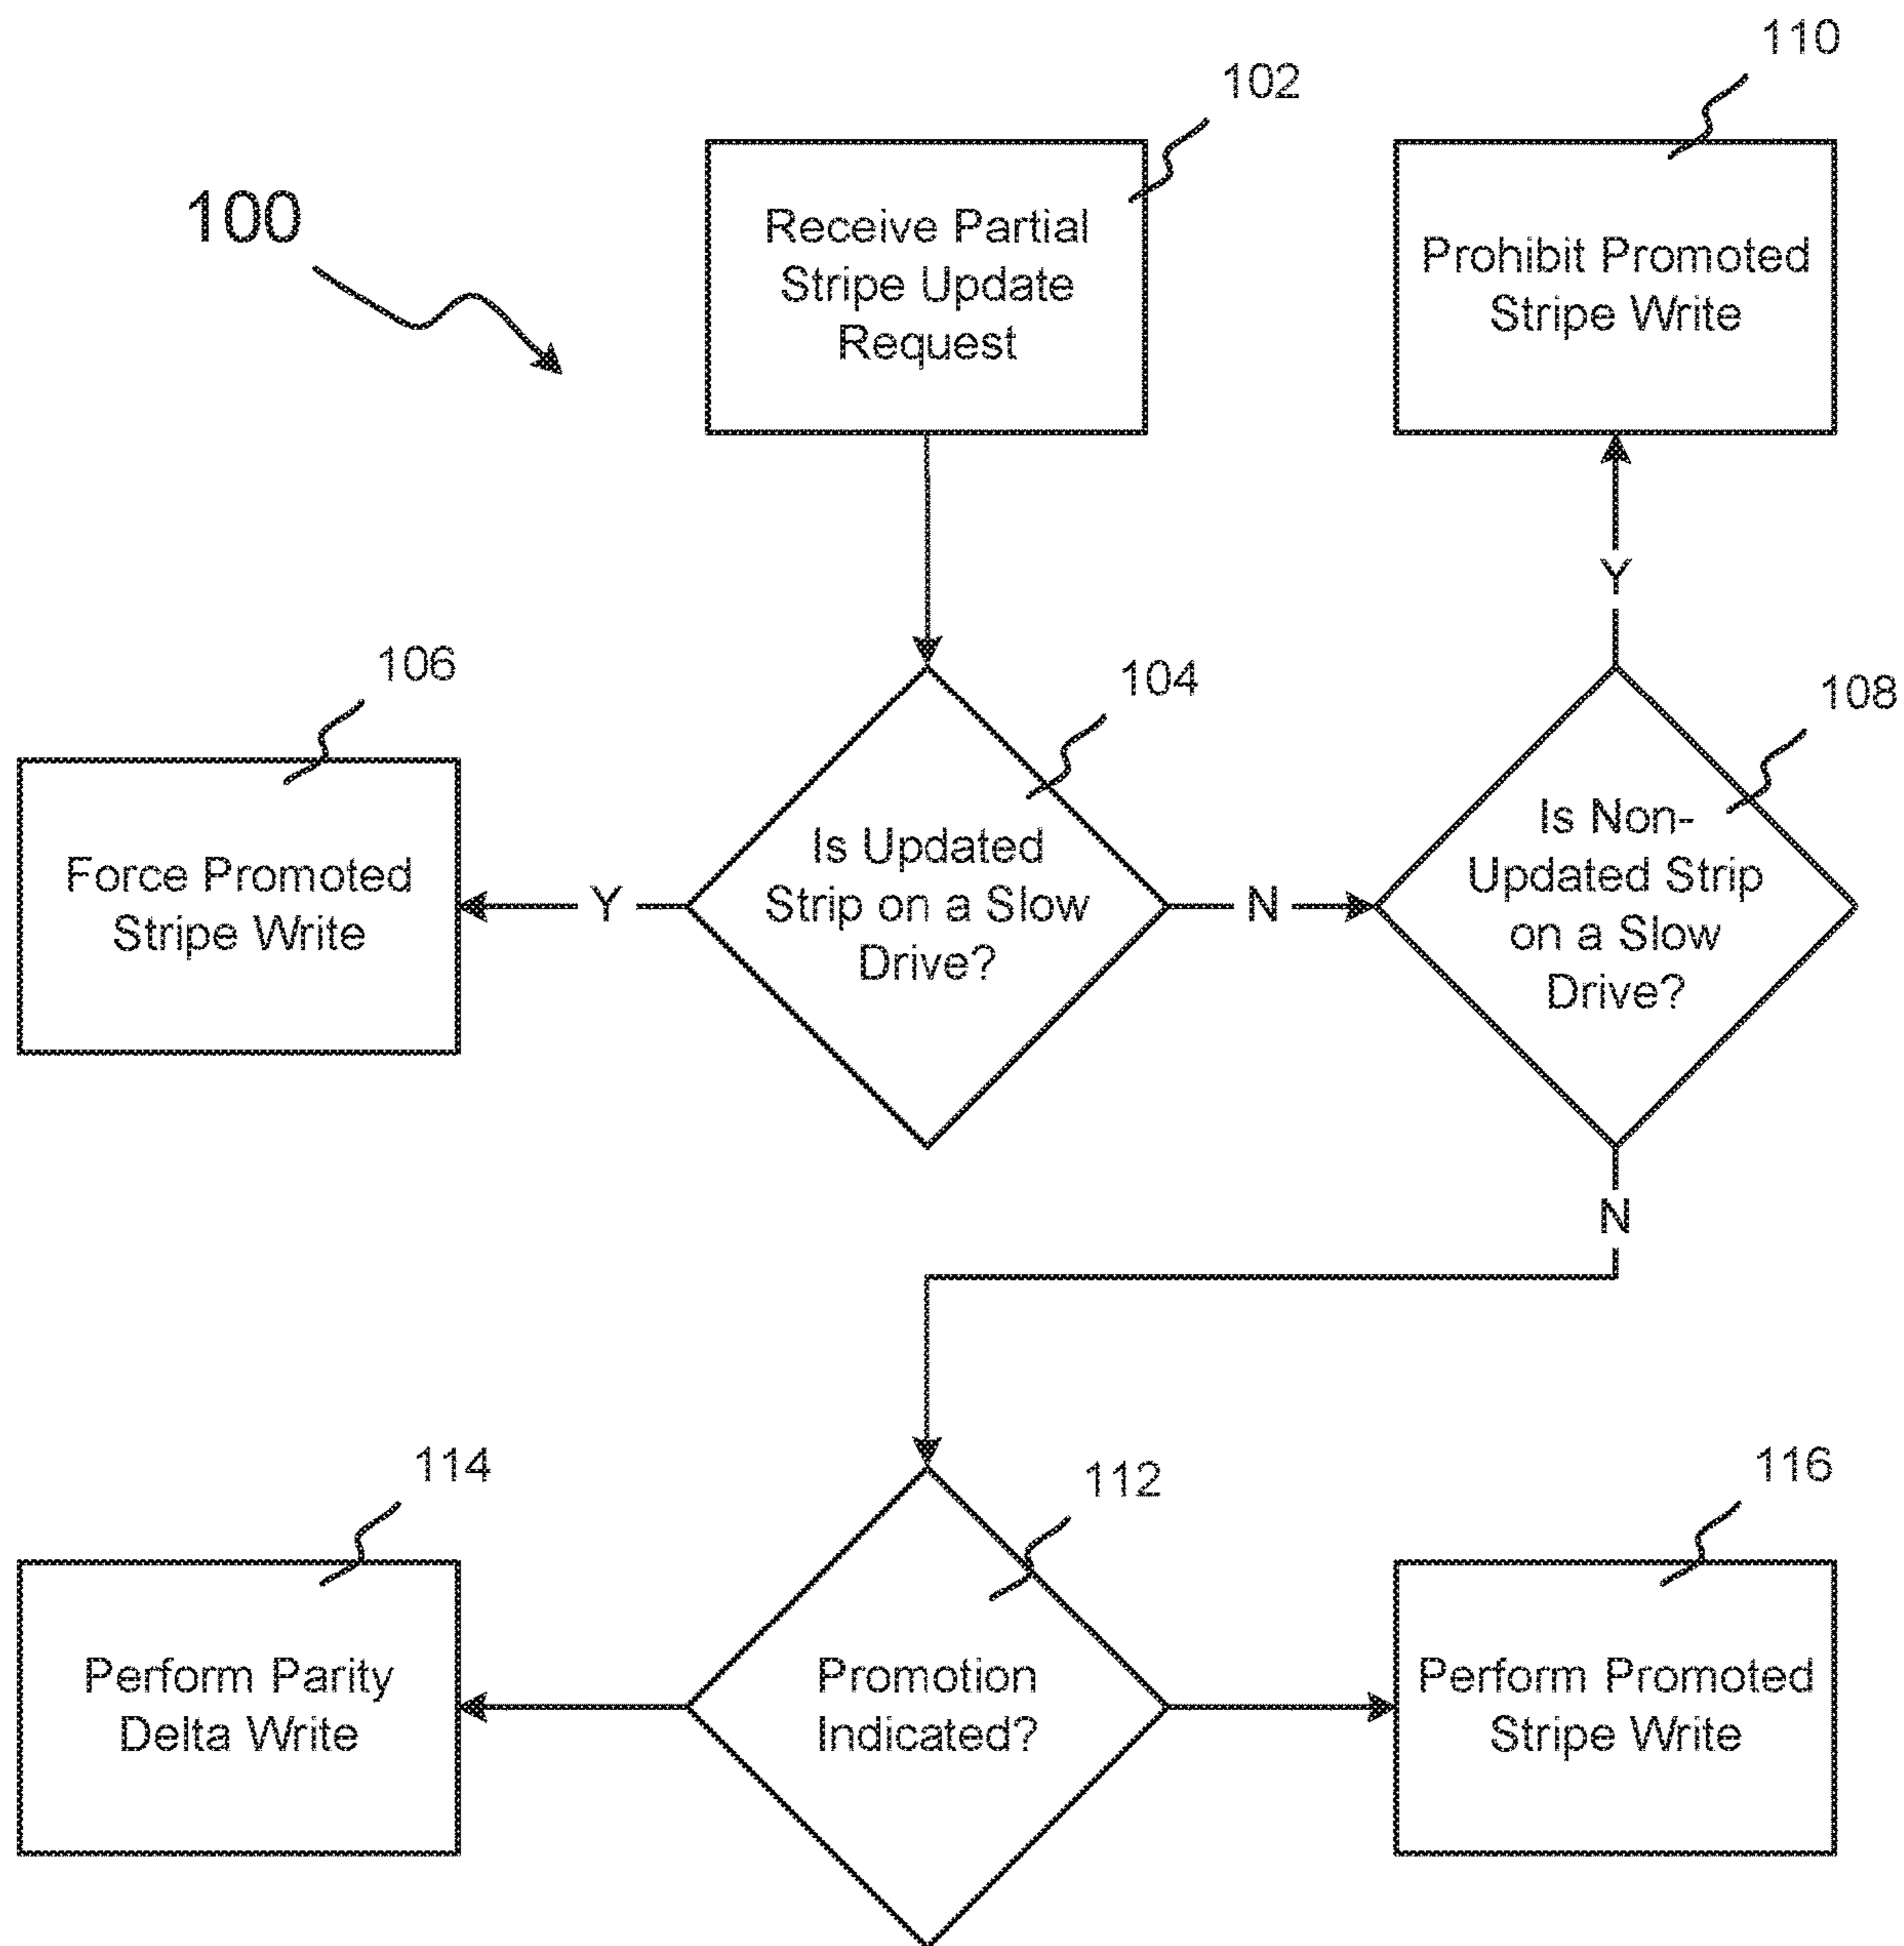 110
102
100
Receive Partial
Stripe Update
Request
Prohibit Promoted
Stripe Write
Y
106
104
108
Force Promoted
Stripe Write
Y
Is Updated
Strip on a Slow
Drive?
N
Is Non-
Updated Strip
on a Slow
Drive?
N
114
112
116
Perform Parity
Delta Write
Promotion
Indicated?
Perform Promoted
Stripe Write